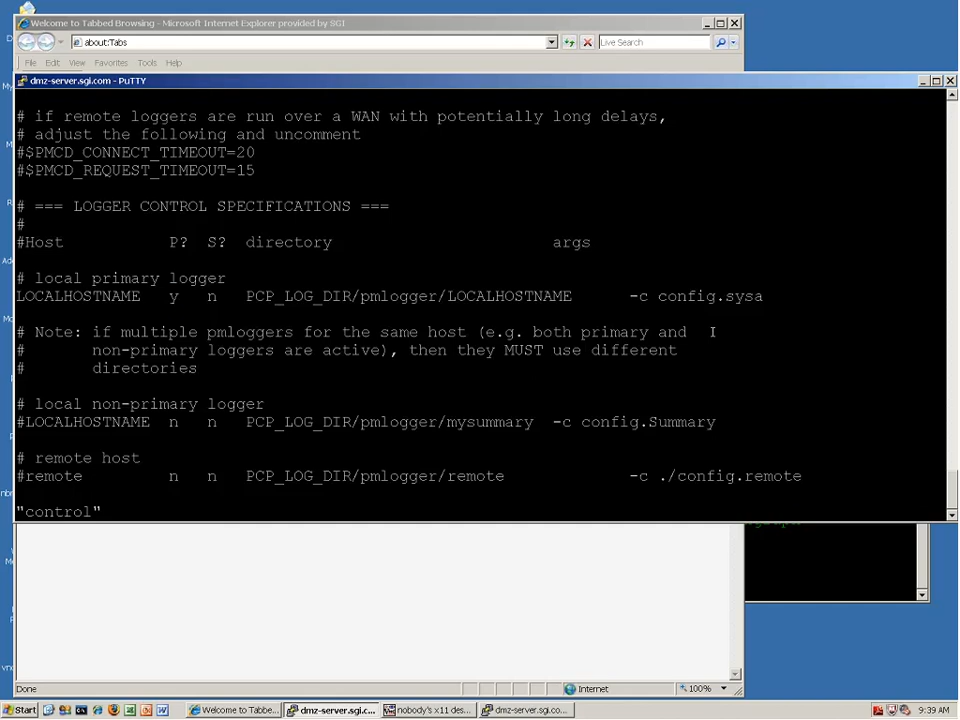 Welcome to Tabbed Browsing - Microsoft Internet Explorer provided by SGI
about:Tabs
Live Search
File Edit View Favorites Tools Help
dmz-server.sgi.com - PuTTY
# if remote loggers are run over a WAN with potentially long delays,
# adjust the following and uncomment
#$PMCD_CONNECT_TIMEOUT=20
#$PMCD_REQUEST_TIMEOUT=15
# === LOGGER CONTROL SPECIFICATIONS ===
#
#Host P? S? directory args
# local primary logger
LOCALHOSTNAME y n PCP_LOG_DIR/pmlogger/LOCALHOSTNAME -c config.sysa
# Note: if multiple pmloggers for the same host (e.g. both primary and
# non-primary loggers are active), then they MUST use different
# directories
# local non-primary logger
#LOCALHOSTNAME n n PCP_LOG_DIR/pmlogger/mysummary -c config.Summary
# remote host
#remote n n PCP_LOG_DIR/pmlogger/remote -c ./config.remote
"control"
Done
Internet
100%
Start
Welcome to Tabbe...
dmz-server.sgi.c...
nobody's x11 des...
dmz-server.sgi.co...
9:39 AM